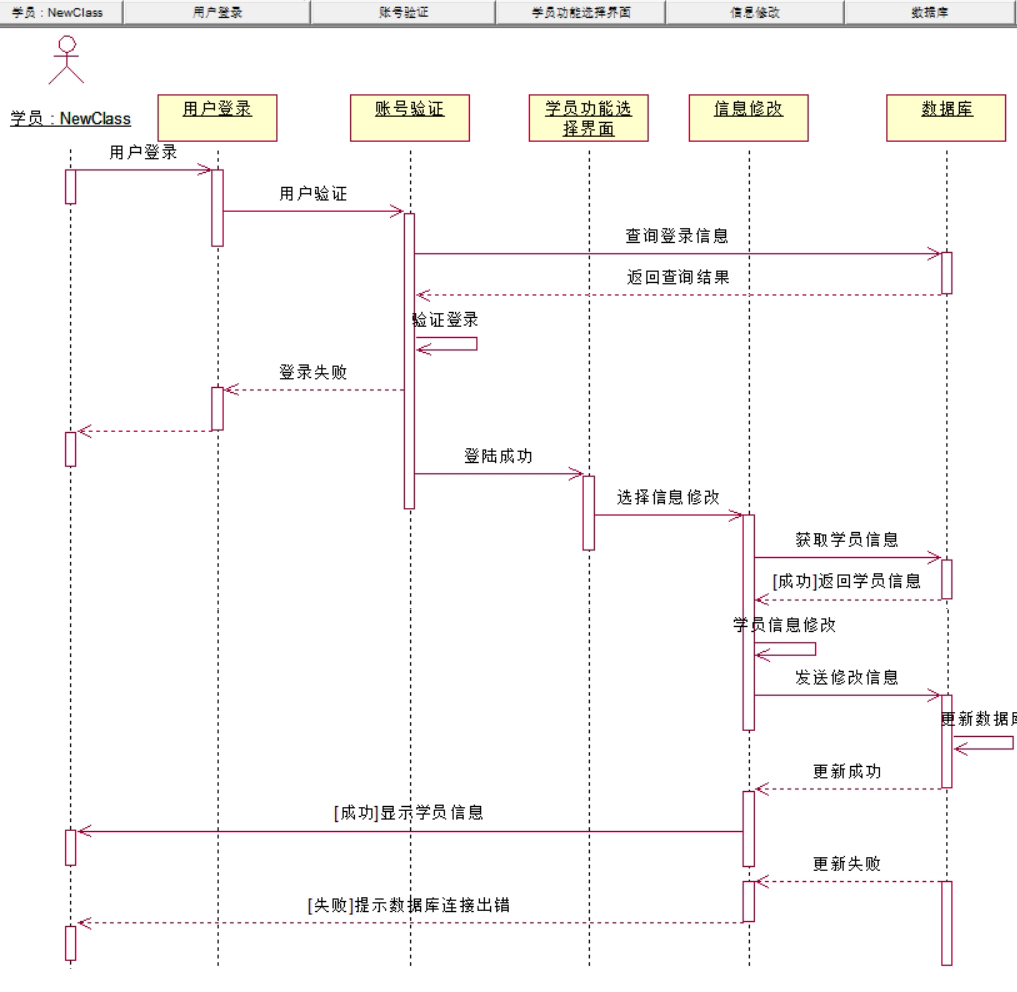 学员 : NewClass
用户登录
账号验证
学员功能选择界面
信息修改
数据库
学员 : NewClass
用户登录
账号验证
学员功能选
择界面
信息修改
数据库
用户登录
用户验证
查询登录信息
返回查询结果
验证登录
登录失败
登陆成功
选择信息修改
获取学员信息
[成功]返回学员信息
学员信息修改
发送修改信息
更新数据库
更新成功
[成功]显示学员信息
更新失败
[失败]提示数据库连接出错